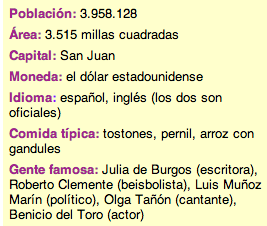 Población: 3.958.128
Área: 3.515 millas cuadradas
Capital: San Juan
Moneda: el dólar estadounidense
Idioma: español, inglés (los dos son
oficiales)
Comida típica: tostones, pernil, arroz con
gandules
Gente famosa: Julia de Burgos (escritora),
Roberto Clemente (beisbolista), Luis Muñoz
Marín (político), Olga Tañón (cantante),
Benicio del Toro (actor)